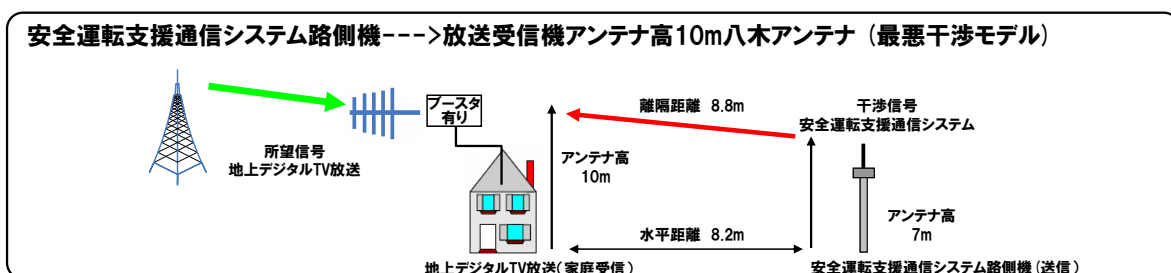 安全運転支援通信システム路側機--->放送受信機アンテナ高10m八木アンテナ (最悪干渉モデル)
ブースタ
有り
離隔距離 8.8m
干渉信号
安全運転支援通信システム
所望信号
地上デジタルTV放送
アンテナ高
10m
アンテナ高
7m
水平距離 8.2m
地上デジタルTV放送(家庭受信)
安全運転支援通信システム路側機(送信)